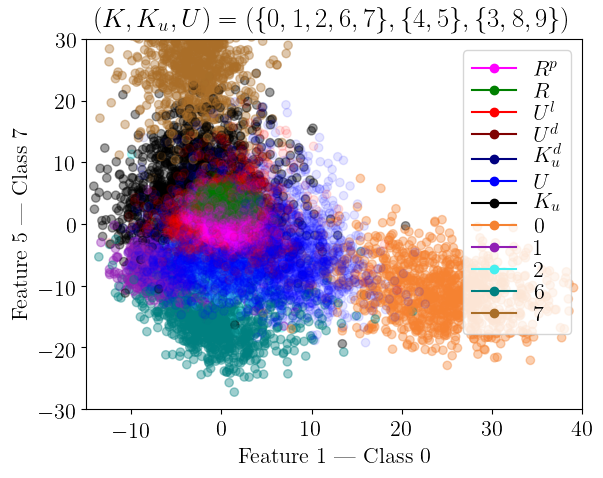 (K, K_u, U) = ({0, 1, 2, 6, 7}, {4, 5}, {3, 8, 9})
30
20
10
0
−10
−20
−30
−10
0
10
20
30
40
Feature 5 — Class 7
Feature 1 — Class 0
R^p
R
U^l
U^d
K_u^d
U
K_u
0
1
2
6
7